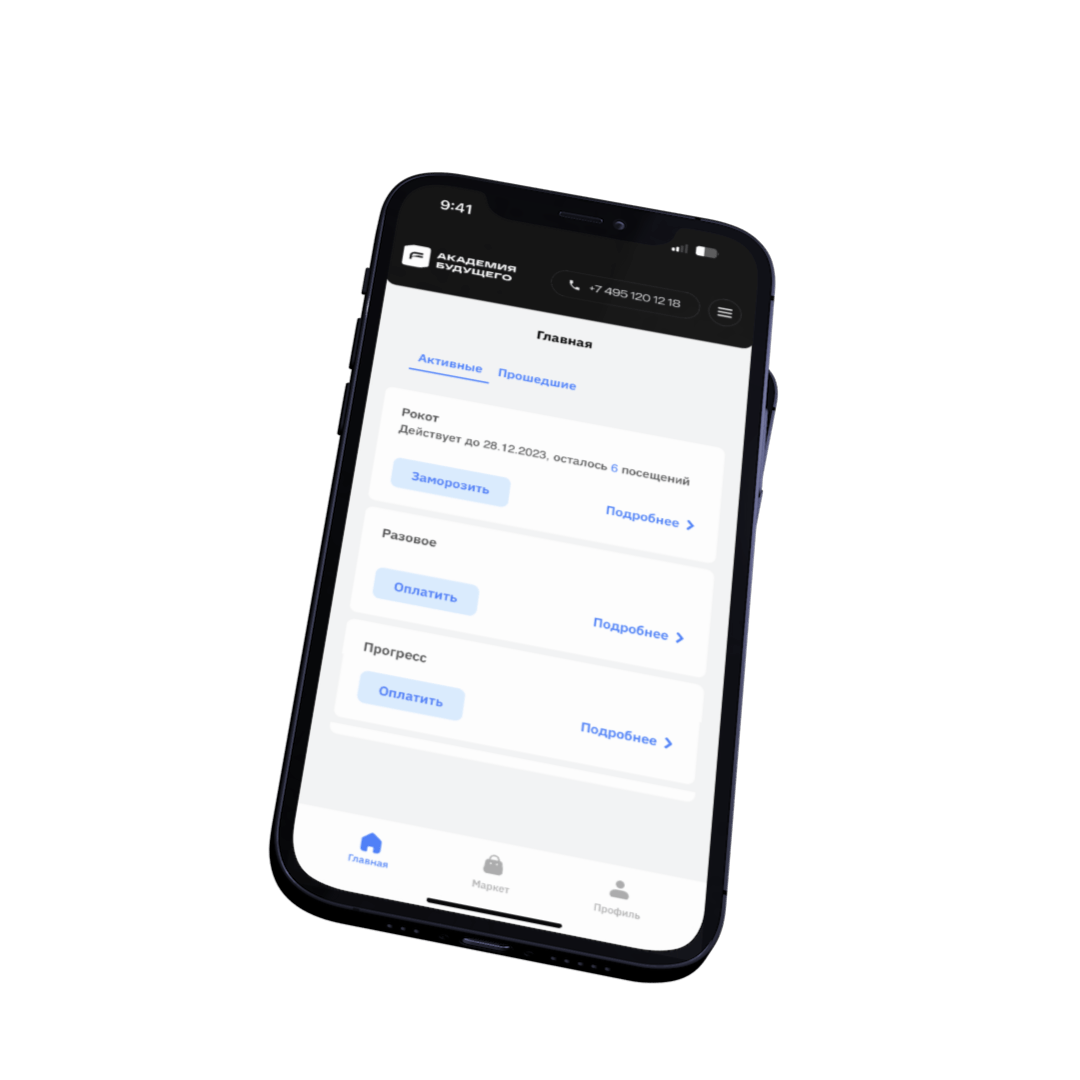 9:41
АКАДЕМИЯ
БУДУЩЕГО
+7 495 120 12 18
Главная
Активные Прошедшие
Рокот
Действует до 28.12.2023, осталось 6 посещений
Заморозить
Подробнее
Разовое
Оплатить
Подробнее
Прогресс
Оплатить
Подробнее
Главная
Маркет
Профиль